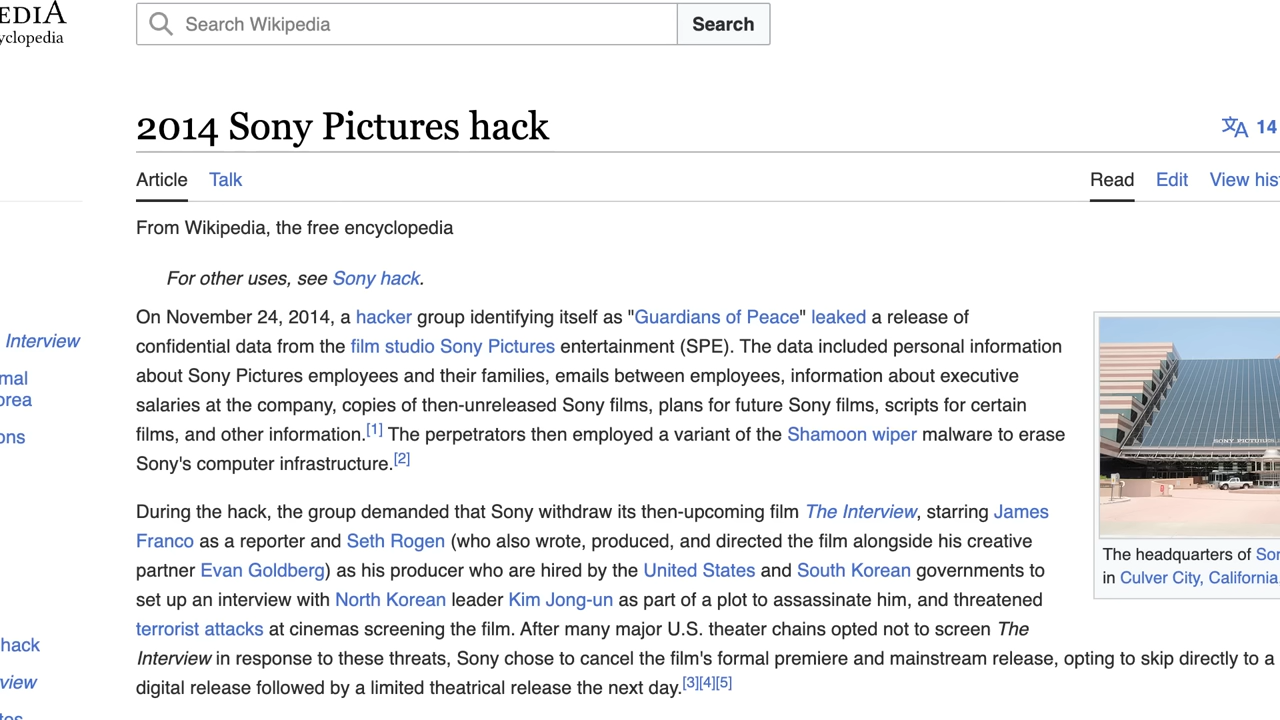 EDIA
yclopedia
Search Wikipedia
Search
2014 Sony Pictures hack
14
Article
Talk
Read
Edit
View his
From Wikipedia, the free encyclopedia
For other uses, see Sony hack.
On November 24, 2014, a hacker group identifying itself as "Guardians of Peace" leaked a release of
confidential data from the film studio Sony Pictures entertainment (SPE). The data included personal information
about Sony Pictures employees and their families, emails between employees, information about executive
salaries at the company, copies of then-unreleased Sony films, plans for future Sony films, scripts for certain
films, and other information.[1] The perpetrators then employed a variant of the Shamoon wiper malware to erase
Sony's computer infrastructure.[2]
During the hack, the group demanded that Sony withdraw its then-upcoming film The Interview, starring James
Franco as a reporter and Seth Rogen (who also wrote, produced, and directed the film alongside his creative
partner Evan Goldberg) as his producer who are hired by the United States and South Korean governments to
set up an interview with North Korean leader Kim Jong-un as part of a plot to assassinate him, and threatened
terrorist attacks at cinemas screening the film. After many major U.S. theater chains opted not to screen The
Interview in response to these threats, Sony chose to cancel the film's formal premiere and mainstream release, opting to skip directly to a
digital release followed by a limited theatrical release the next day.[3][4][5]
Interview
mal
orea
ons
hack
view
SONY PICTURES
The headquarters of Sor
in Culver City, California